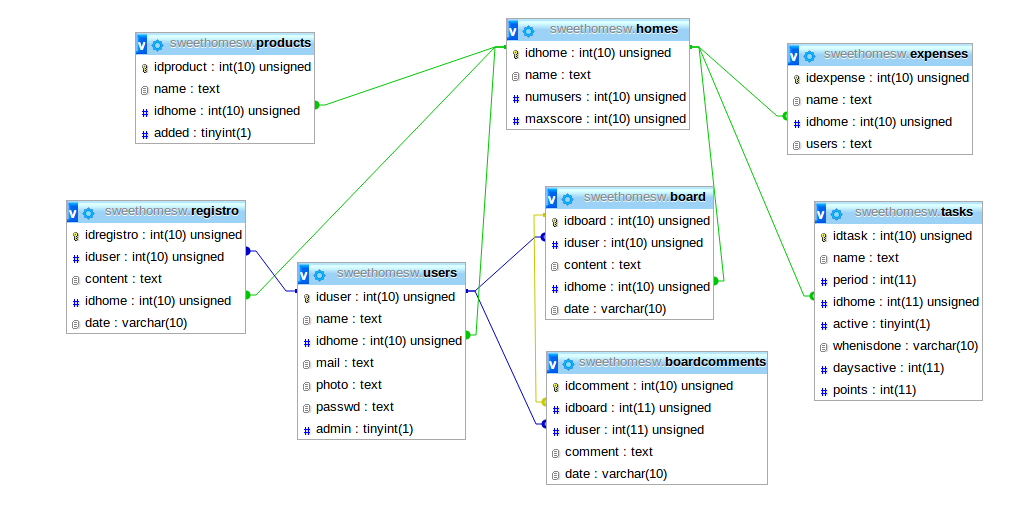 sweethomesw.products
idproduct : int(10) unsigned
name : text
idhome : int(10) unsigned
added : tinyint(1)
sweethomesw.homes
idhome : int(10) unsigned
name : text
numusers : int(10) unsigned
maxscore : int(10) unsigned
sweethomesw.expenses
idexpense : int(10) unsigned
name : text
idhome : int(10) unsigned
users : text
sweethomesw.registro
idregistro : int(10) unsigned
iduser : int(10) unsigned
content : text
idhome : int(10) unsigned
date : varchar(10)
sweethomesw.users
iduser : int(10) unsigned
name : text
idhome : int(10) unsigned
mail : text
photo : text
passwd : text
admin : tinyint(1)
sweethomesw.board
idboard : int(10) unsigned
iduser : int(10) unsigned
content : text
idhome : int(10) unsigned
date : varchar(10)
sweethomesw.boardcomments
idcomment : int(10) unsigned
idboard : int(11) unsigned
iduser : int(11) unsigned
comment : text
date : varchar(10)
sweethomesw.tasks
idtask : int(10) unsigned
name : text
period : int(11)
idhome : int(11) unsigned
active : tinyint(1)
whenisdone : varchar(10)
daysactive : int(11)
points : int(11)